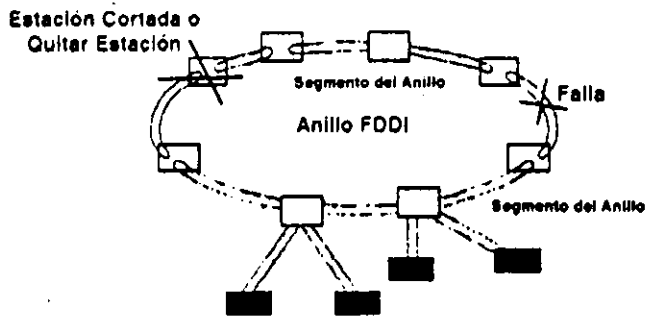 Estación Cortada o
Quitar Estación
Segmento del Anillo
Falla
Anillo FDDI
Segmento del Anillo